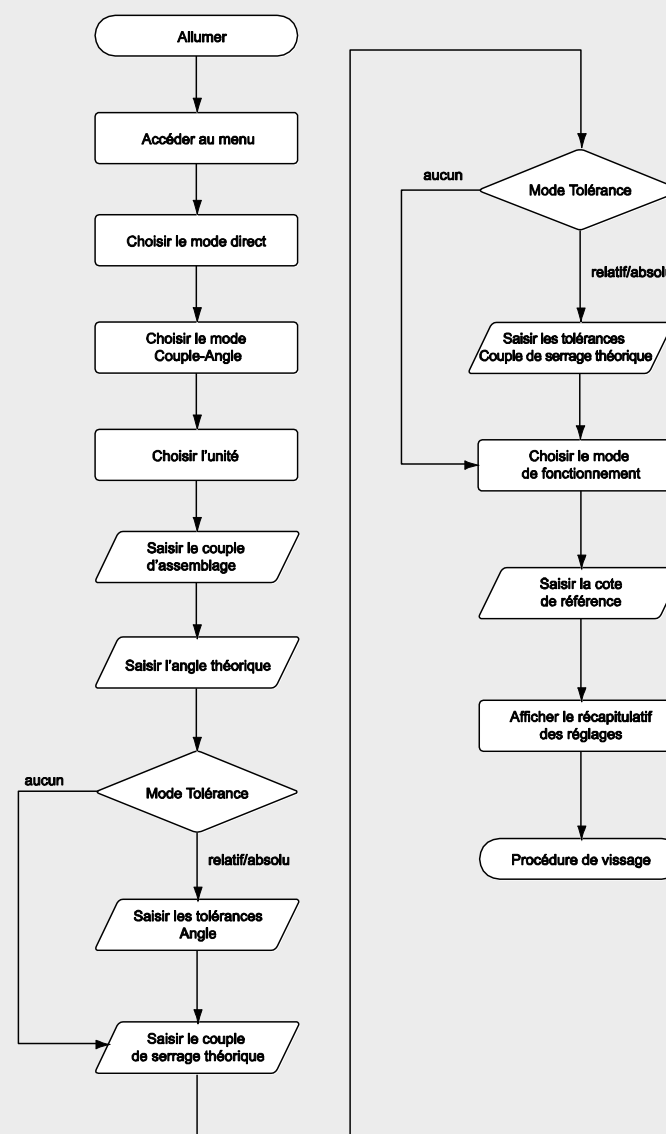 Allumer
Accéder au menu
Choisir le mode direct
Choisir le mode
Couple-Angle
Choisir l'unité
Saisir le couple
d'assemblage
Saisir l'angle théorique
Mode Tolérance
aucun
relatif/absolu
Saisir les tolérances
Angle
Saisir le couple
de serrage théorique
Mode Tolérance
aucun
relatif/absolu
Saisir les tolérances
Couple de serrage théorique
Choisir le mode
de fonctionnement
Saisir la cote
de référence
Afficher le récapitulatif
des réglages
Procédure de vissage